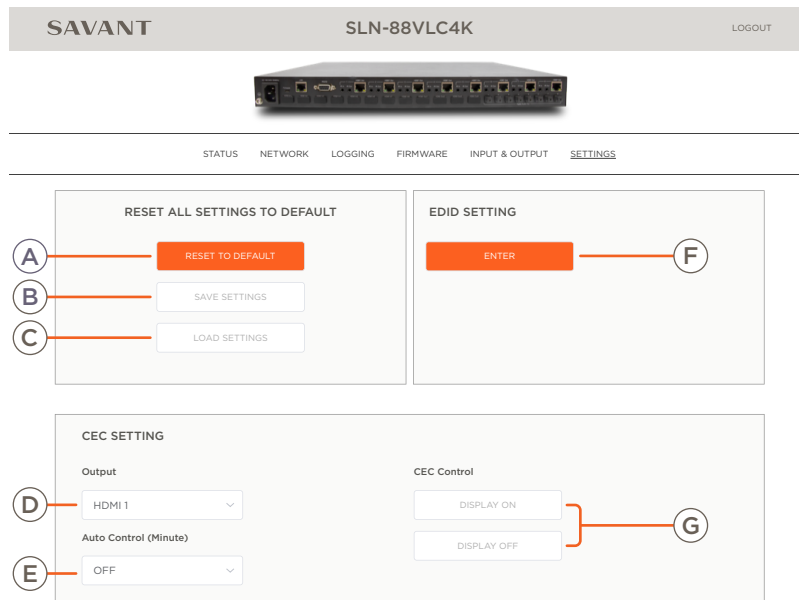 SAVANT
SLN-88VLC4K
LOGOUT
STATUS NETWORK LOGGING FIRMWARE INPUT & OUTPUT SETTINGS
RESET ALL SETTINGS TO DEFAULT
A
RESET TO DEFAULT
B
SAVE SETTINGS
C
LOAD SETTINGS
EDID SETTING
ENTER
F
CEC SETTING
Output
D
HDMI 1
Auto Control (Minute)
E
OFF
CEC Control
DISPLAY ON
DISPLAY OFF
G